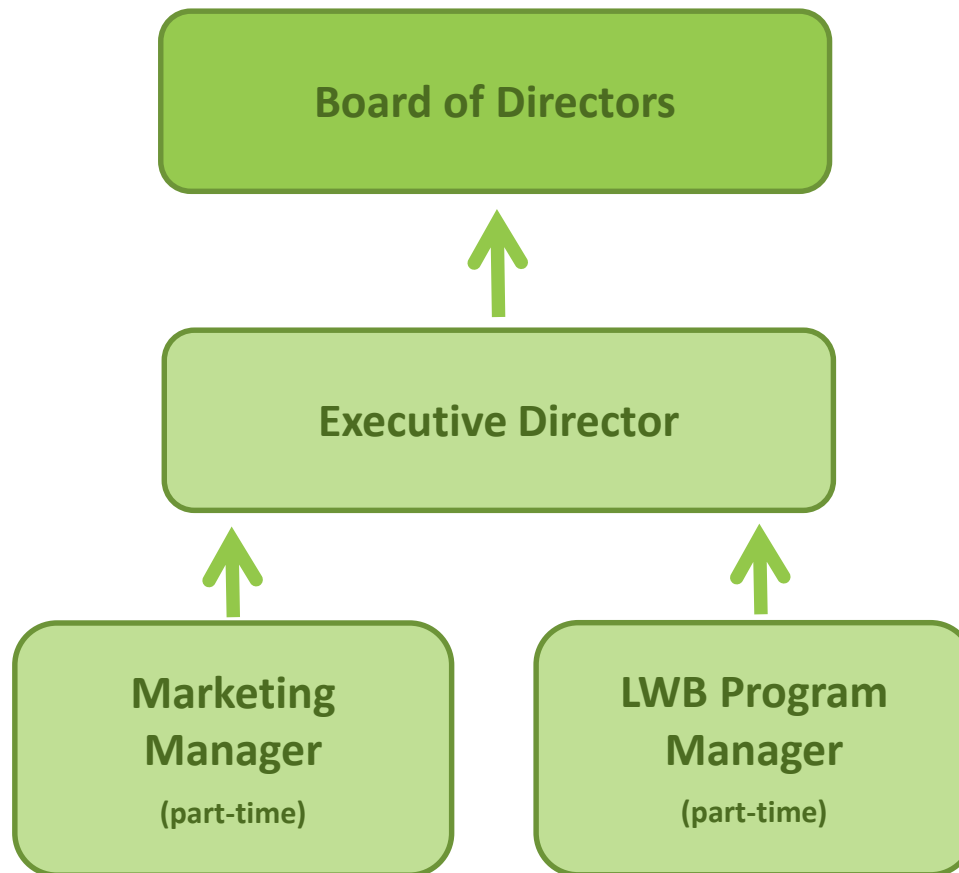 Board of Directors
Executive Director
Marketing
Manager
(part-time)
LWB Program
Manager
(part-time)